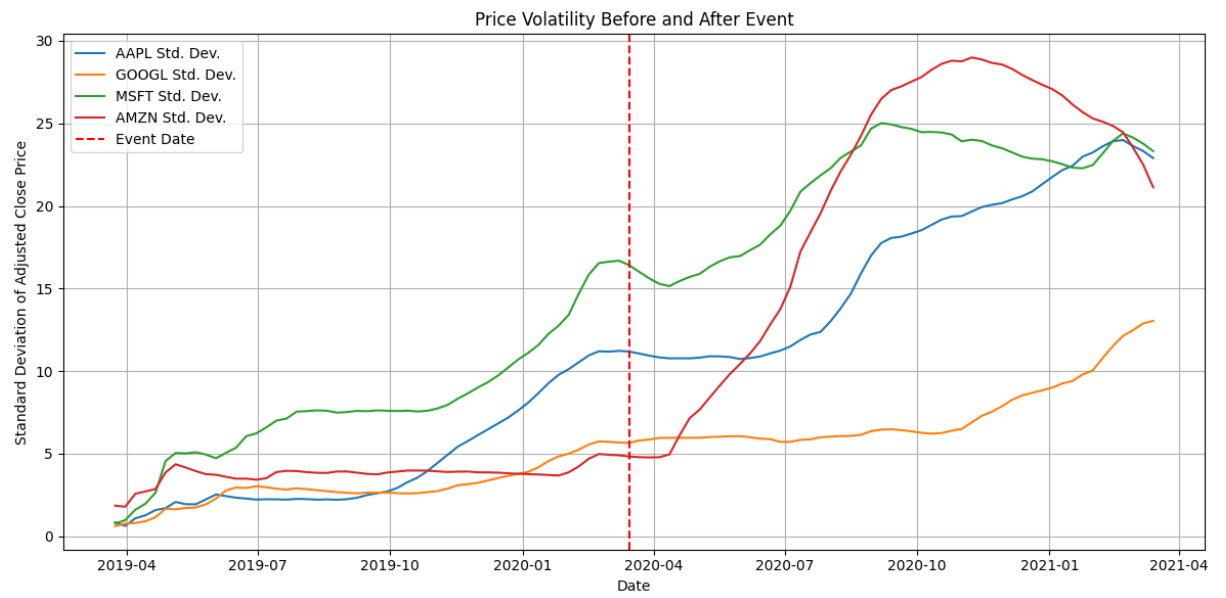 Price Volatility Before and After Event
AAPL Std. Dev.
GOOGL Std. Dev.
MSFT Std. Dev.
AMZN Std. Dev.
Event Date
Standard Deviation of Adjusted Close Price
30
25
20
15
10
5
0
2019-04 2019-07 2019-10 2020-01 2020-04 2020-07 2020-10 2021-01 2021-04
Date